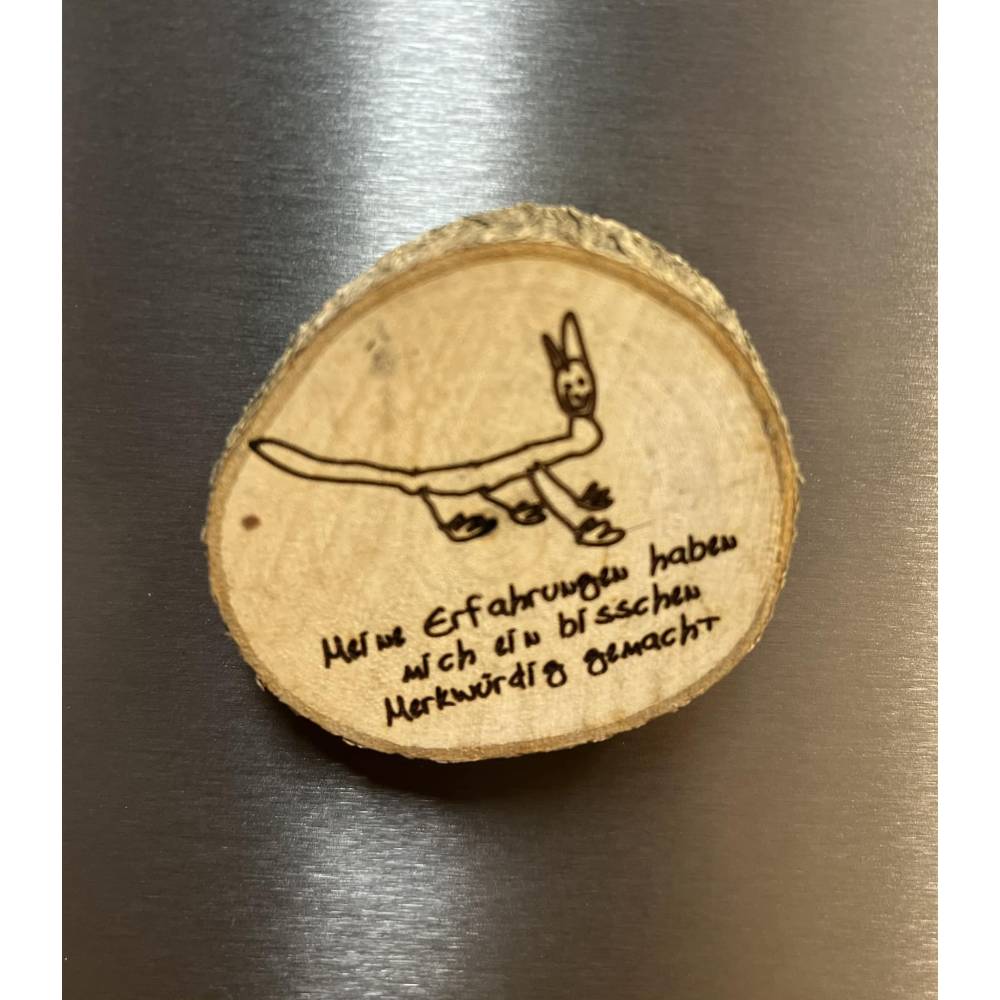 Meine Erfahrungen haben
mich ein bisschen
Merkwürdig gemacht